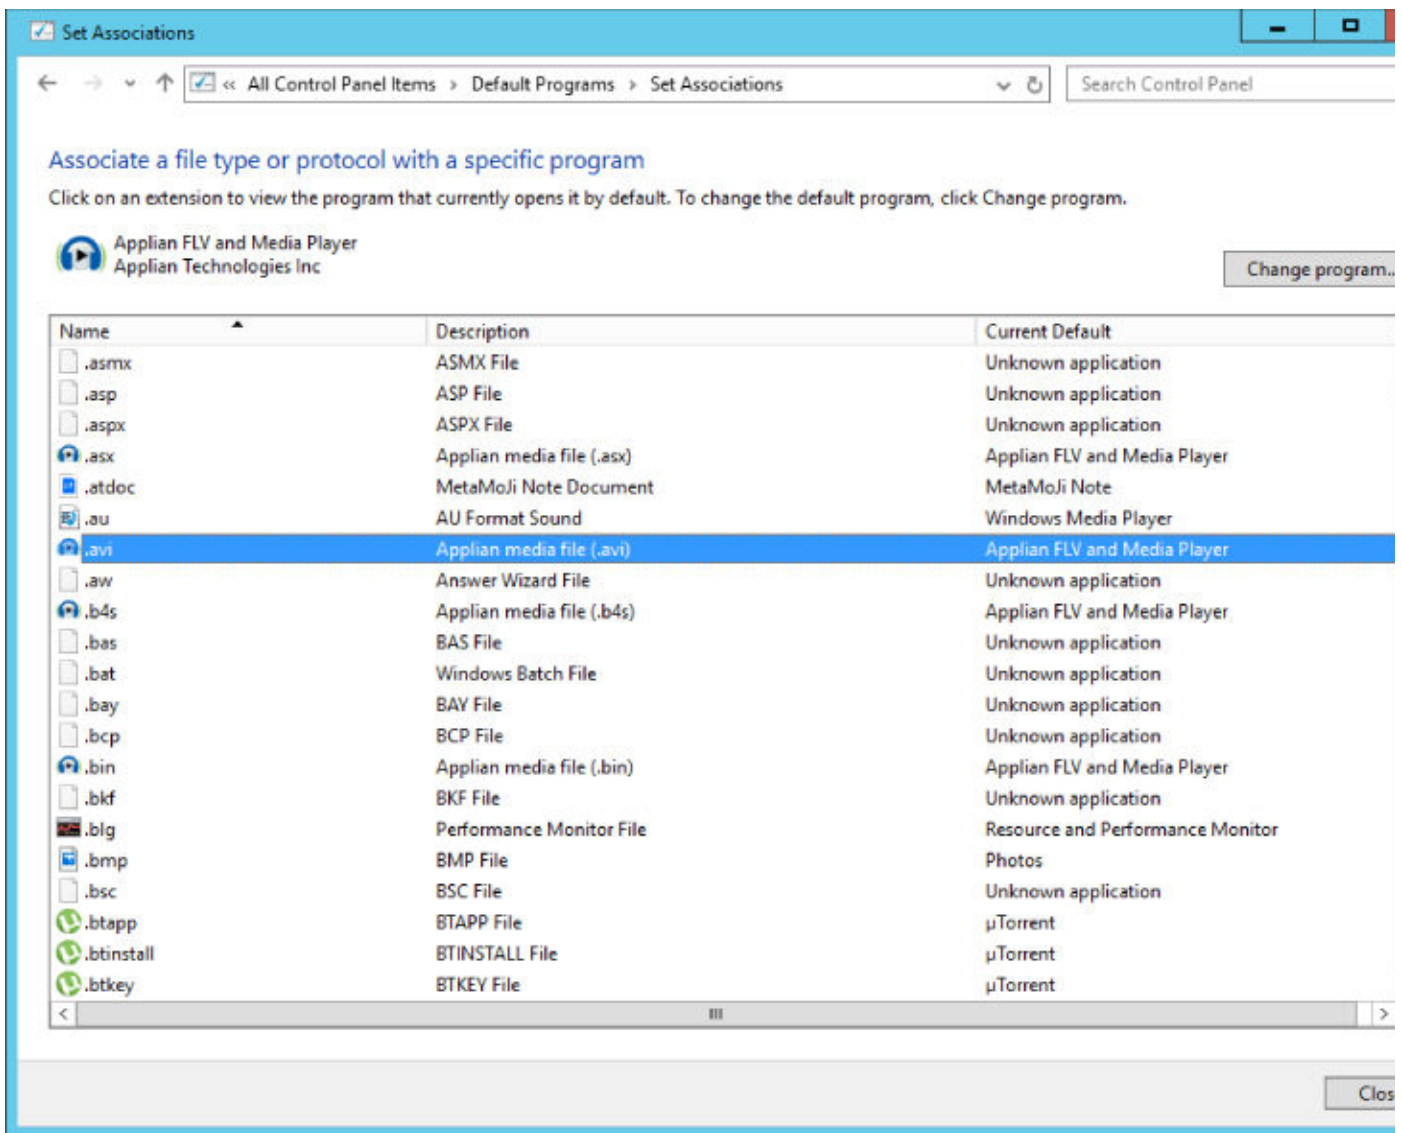 Set Associations
« All Control Panel Items › Default Programs › Set Associations
Search Control Panel
Associate a file type or protocol with a specific program
Click on an extension to view the program that currently opens it by default. To change the default program, click Change program.
Applian FLV and Media Player
Applian Technologies Inc
Change program..
Name Description Current Default
.asmx ASMX File Unknown application
.asp ASP File Unknown application
.aspx ASPX File Unknown application
.asx Applian media file (.asx) Applian FLV and Media Player
.atdoc MetaMoJi Note Document MetaMoJi Note
.au AU Format Sound Windows Media Player
.avi Applian media file (.avi) Applian FLV and Media Player
.aw Answer Wizard File Unknown application
.b4s Applian media file (.b4s) Applian FLV and Media Player
.bas BAS File Unknown application
.bat Windows Batch File Unknown application
.bay BAY File Unknown application
.bcp BCP File Unknown application
.bin Applian media file (.bin) Applian FLV and Media Player
.bkf BKF File Unknown application
.blg Performance Monitor File Resource and Performance Monitor
.bmp BMP File Photos
.bsc BSC File Unknown application
.btapp BTAPP File µTorrent
.btinstall BTINSTALL File µTorrent
.btkey BTKEY File µTorrent
Clos